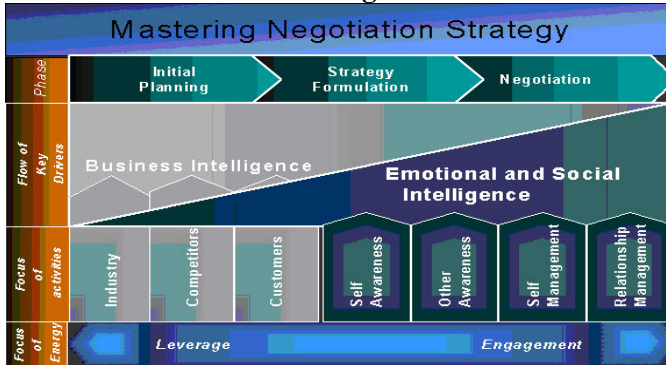 Mastering Negotiation Strategy
Phase
Initial
Planning
Strategy
Formulation
Negotiation
Flow of
Key
Drivers
Business Intelligence
Emotional and Social
Intelligence
Focus
of
activities
Industry
Competitors
Customers
Self
Awareness
Other
Awareness
Self
Management
Relationship
Management
Focus
of
Energy
Leverage
Engagement